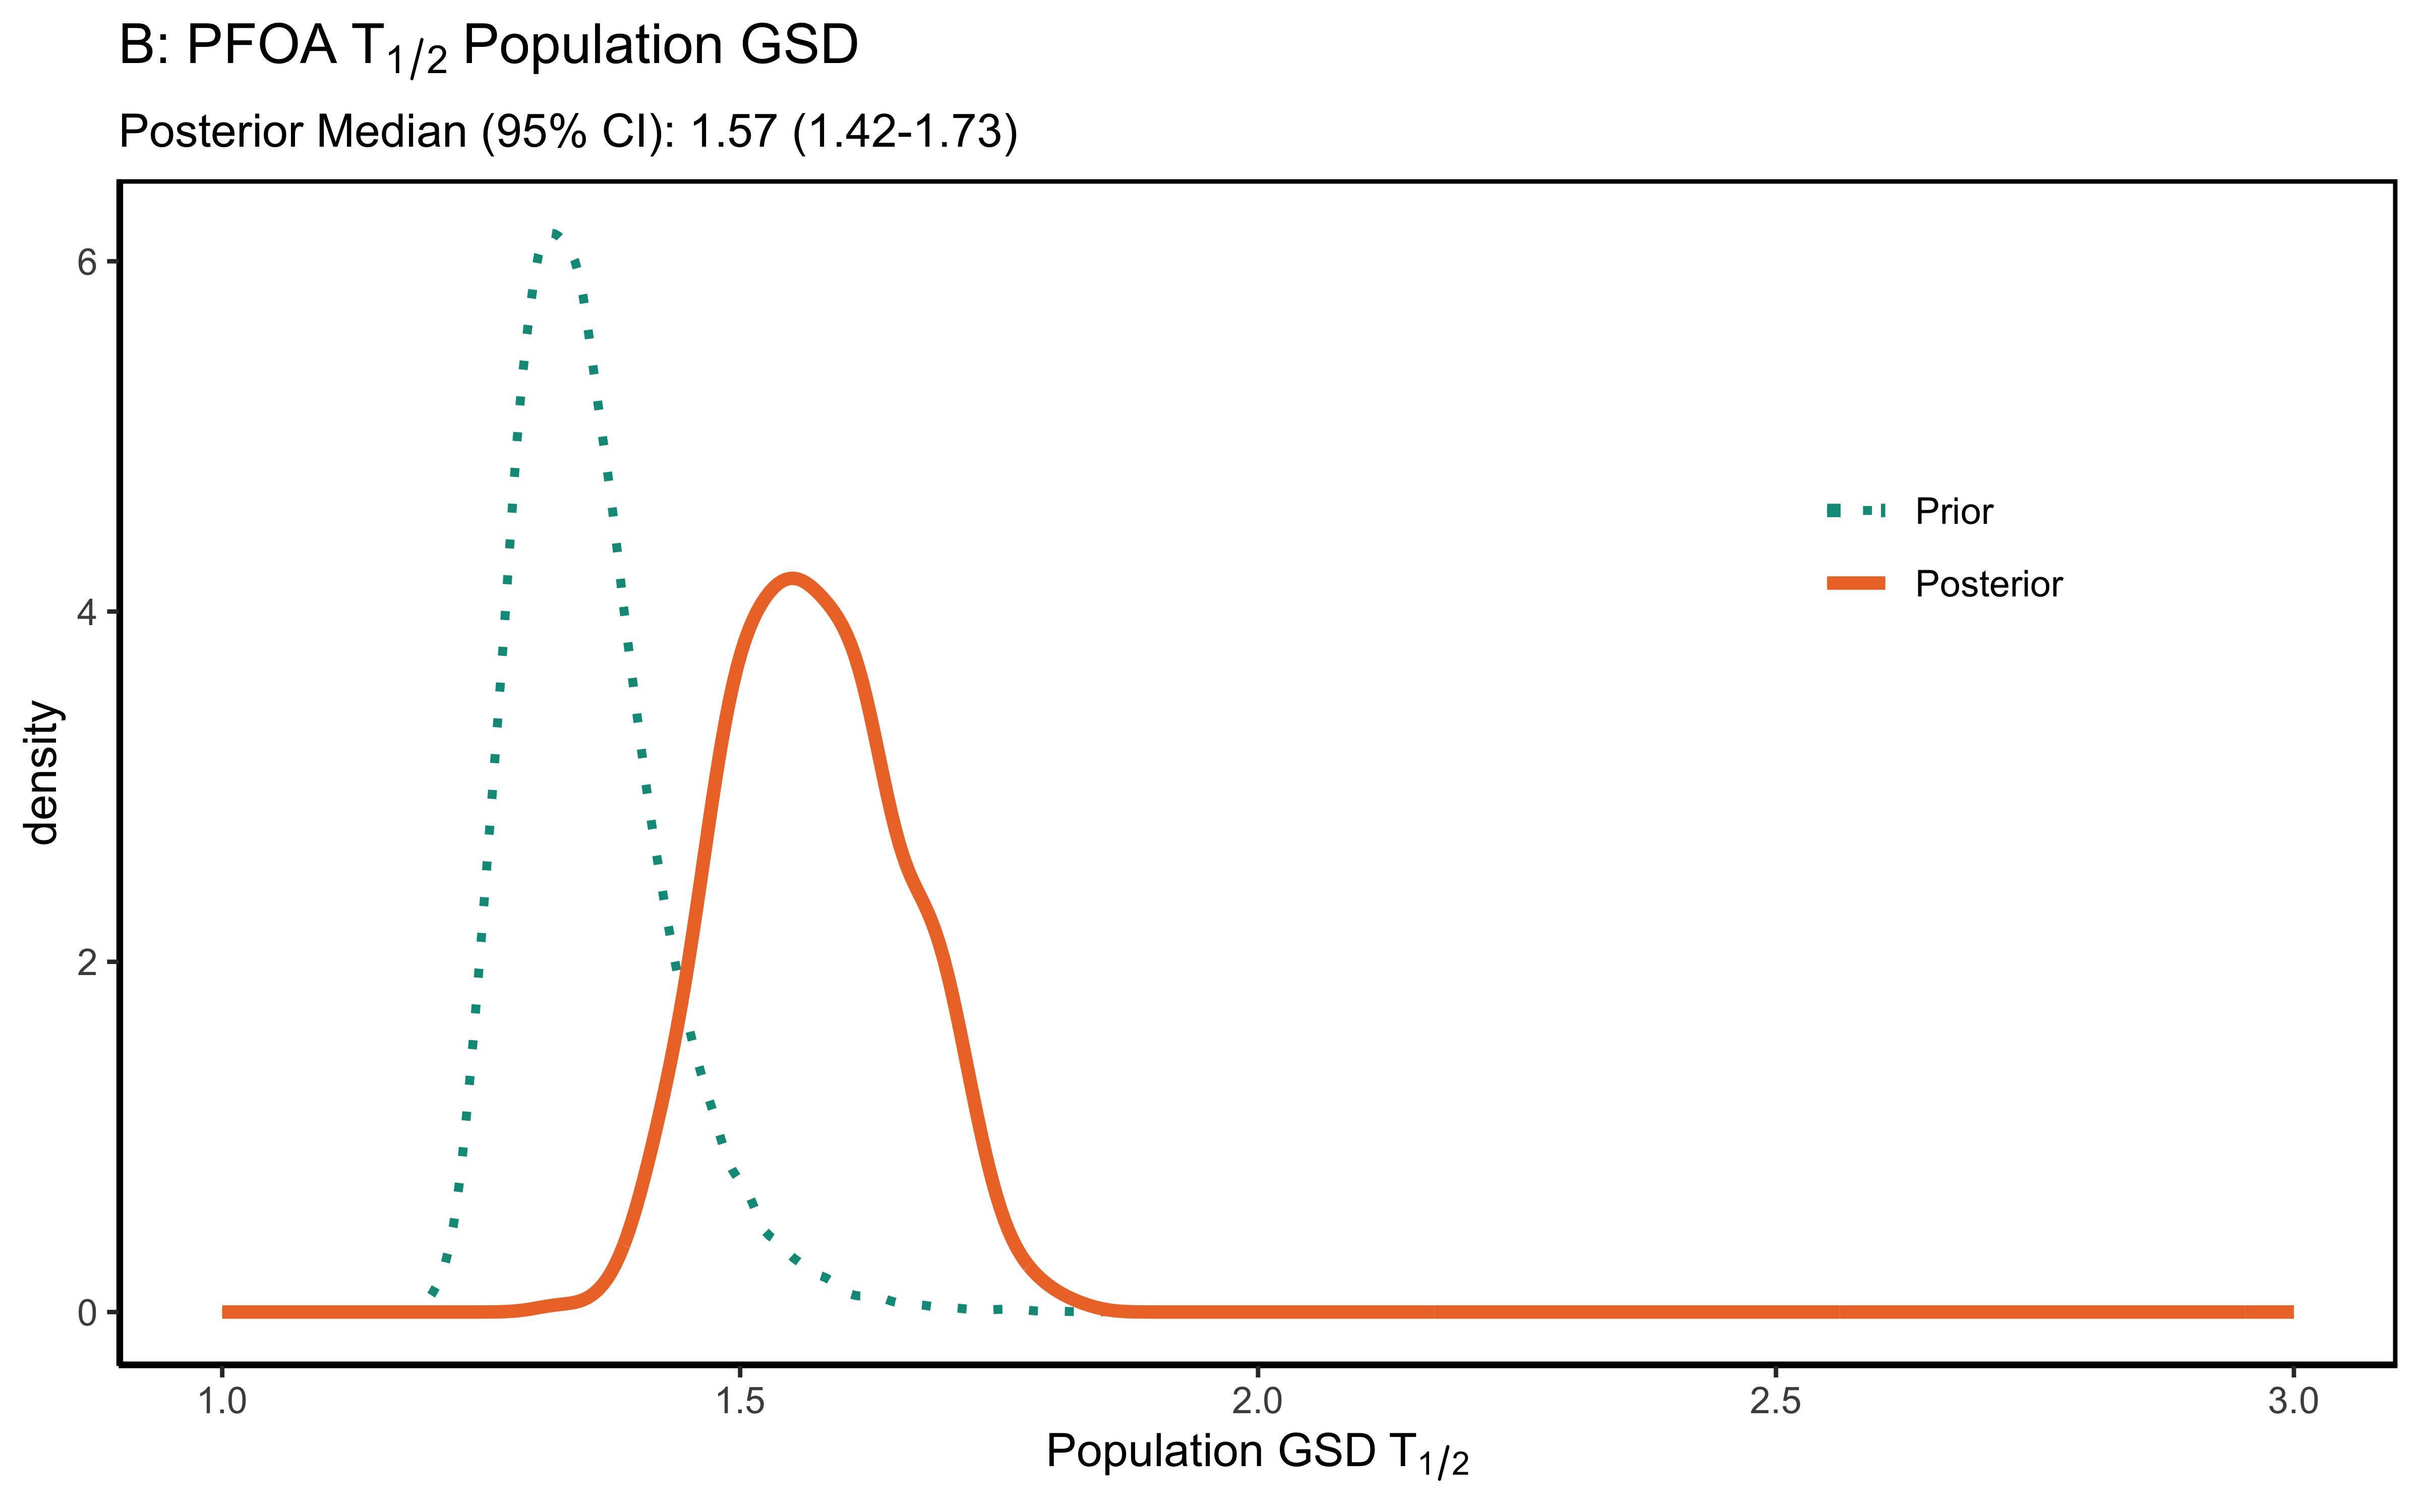 B: PFOA T1/2 Population GSD
Posterior Median (95% CI): 1.57 (1.42-1.73)
6
4
2
0
density
Prior
Posterior
1.0 1.5 2.0 2.5 3.0
Population GSD T1/2